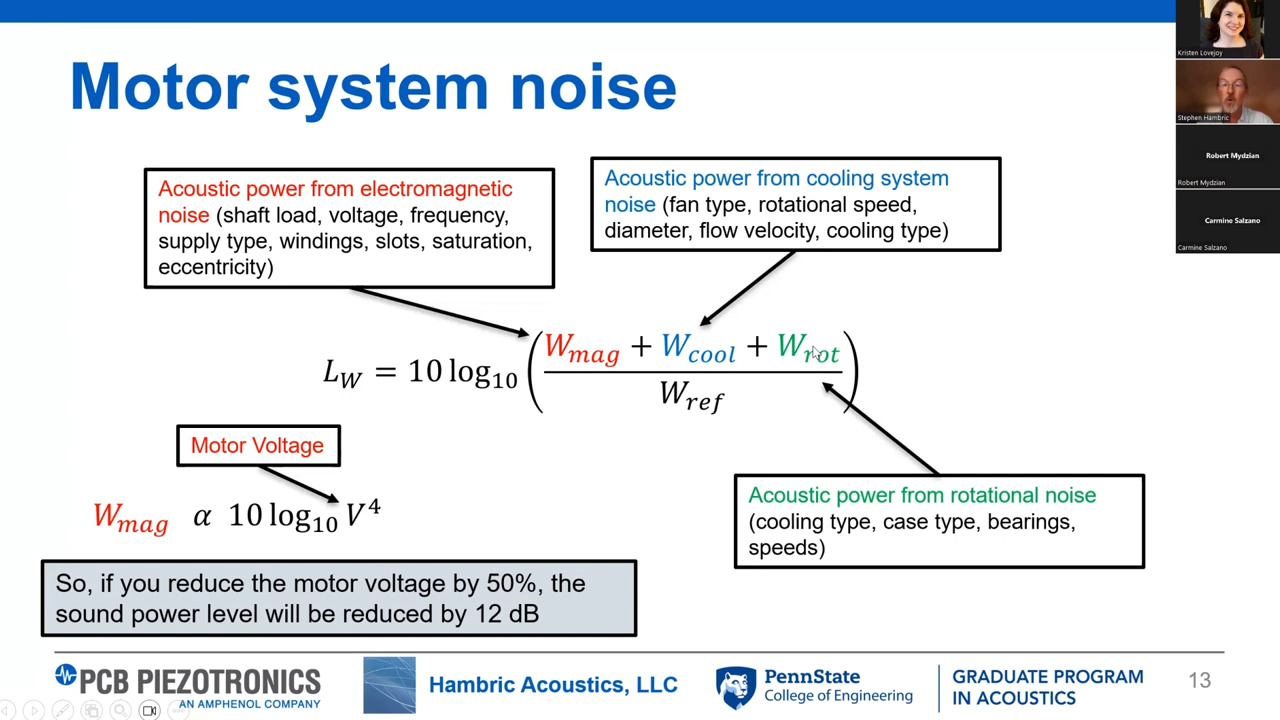 Motor system noise
Acoustic power from electromagnetic
noise (shaft load, voltage, frequency,
supply type, windings, slots, saturation,
eccentricity)
Acoustic power from cooling system
noise (fan type, rotational speed,
diameter, flow velocity, cooling type)
L_W = 10 log₁₀ ( (W_mag + W_cool + W_rot) / W_ref )
Motor Voltage
W_mag α 10 log₁₀ V⁴
Acoustic power from rotational noise
(cooling type, case type, bearings,
speeds)
So, if you reduce the motor voltage by 50%, the
sound power level will be reduced by 12 dB
PCB PIEZOTRONICS
AN AMPHENOL COMPANY
Hambric Acoustics, LLC
PennState
College of Engineering
GRADUATE PROGRAM
IN ACOUSTICS
13
Kristen Lovejoy
Stephen Hambric
Robert Mydzian
Robert Mydzian
Carmine Salzano
Carmine Salzano